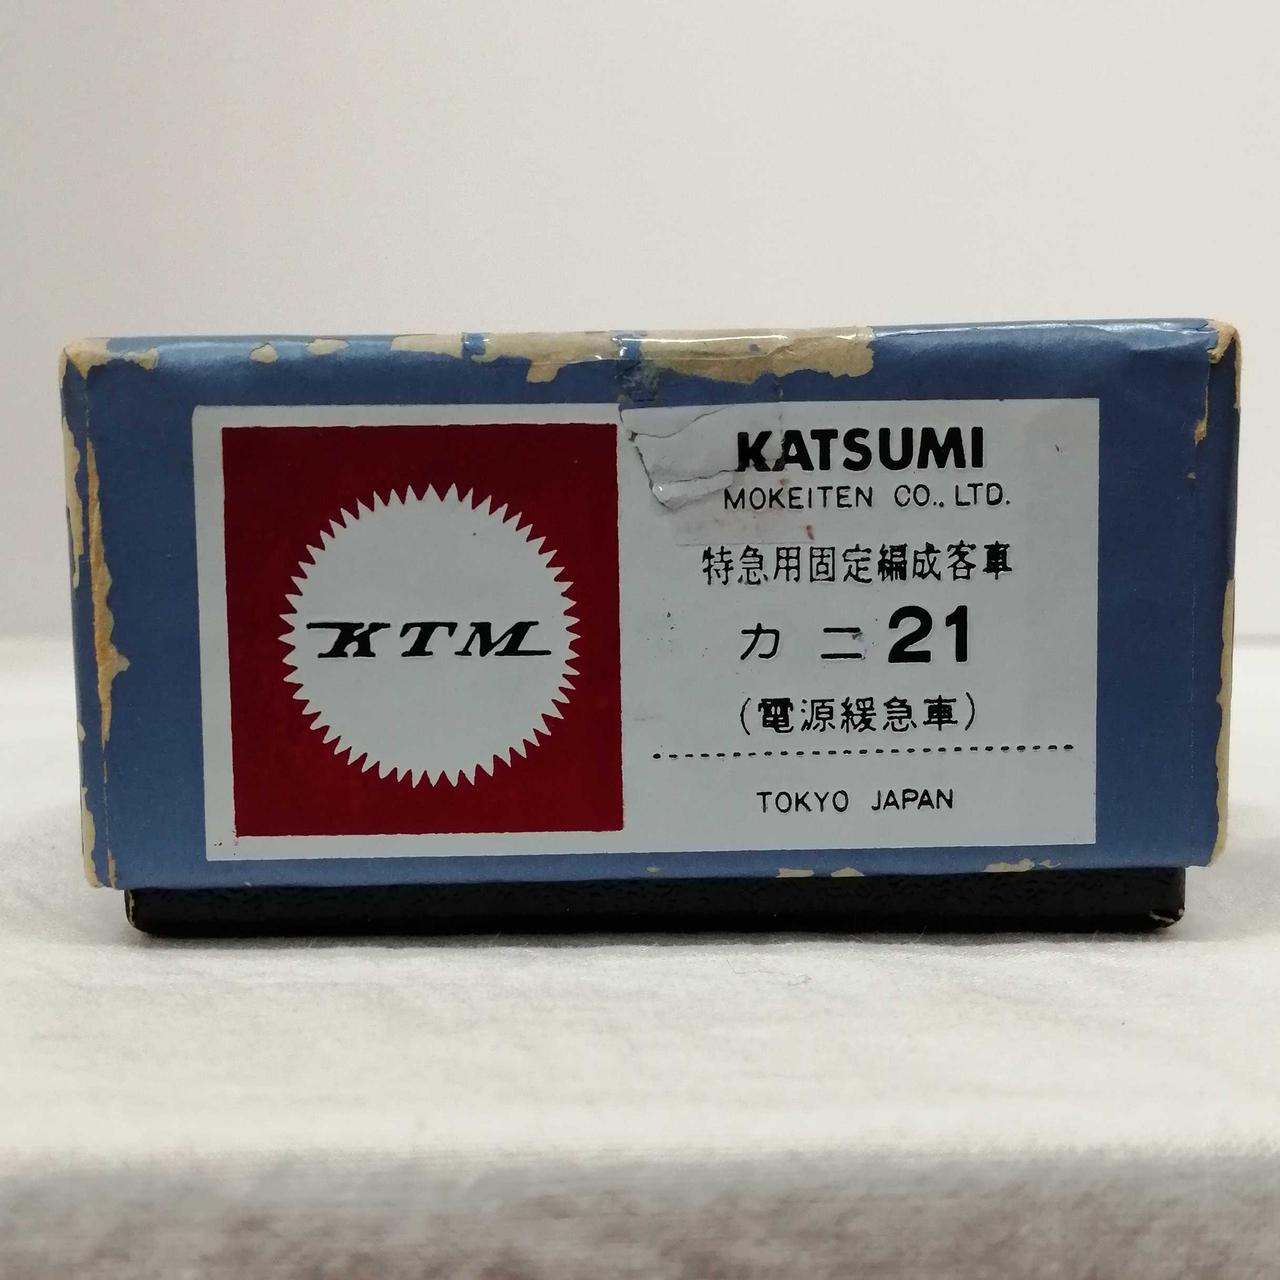 KTM
KATSUMI
MOKEITEN CO., LTD.
特急用固定編成客車
カニ21
(電源緩急車)
TOKYO JAPAN